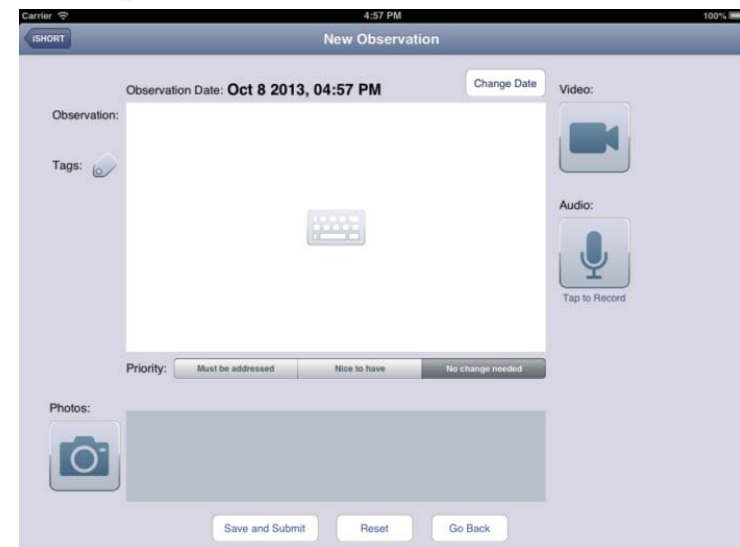 Carrier 4:57 PM 100%
iSHORT New Observation
Observation Date: Oct 8 2013, 04:57 PM Change Date Video:
Observation:
Tags:
Audio:
Tap to Record
Priority: Must be addressed Nice to have No change needed
Photos:
Save and Submit Reset Go Back